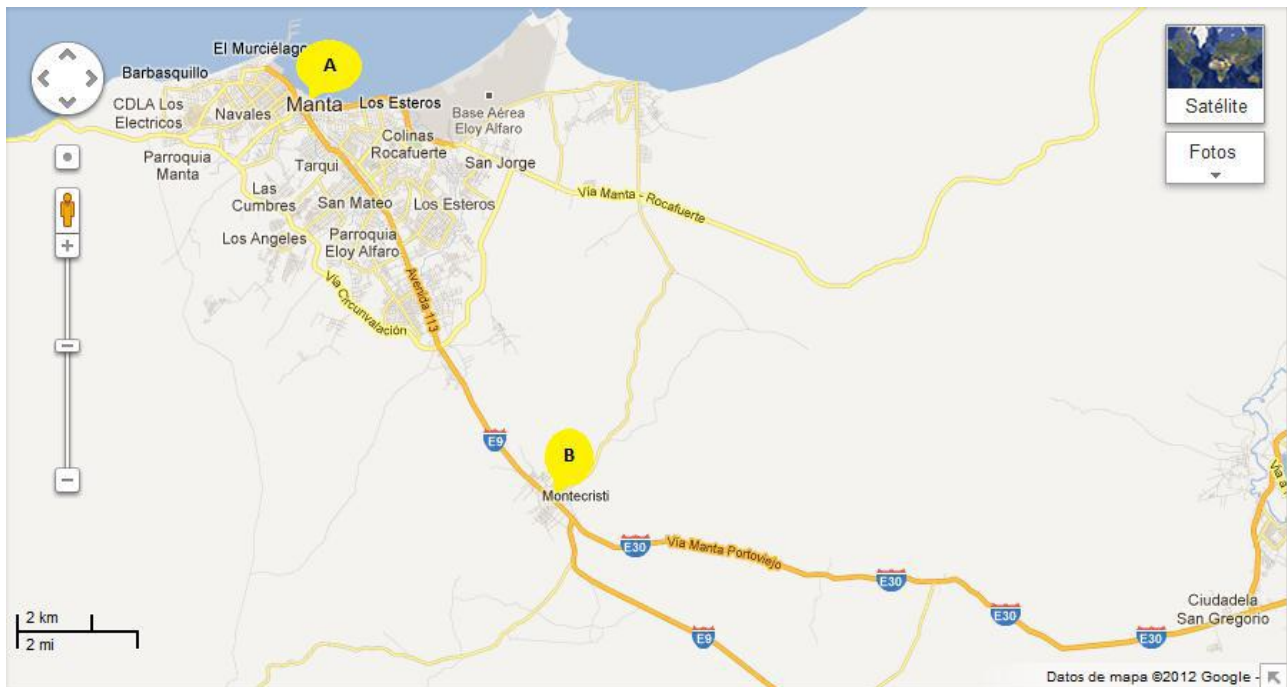 El Murciélago
A
Barbasquillo
CDLA Los
Electricos
Navales
Manta
Los Esteros
Base Aérea
Eloy Alfaro
Colinas
Rocafuerte
San Jorge
Parroquia
Manta
Tarqui
Las
Cumbres
San Mateo
Los Esteros
Vía Manta - Rocafuerte
Los Angeles
Parroquia
Eloy Alfaro
Vía Circunvalación
Avenida 113
Satélite
Fotos
E9
B
Montecristi
E30
Vía Manta Portoviejo
E30
E30
E30
E9
Vía a
Ciudadela
San Gregorio
2 km
2 mi
Datos de mapa ©2012 Google -